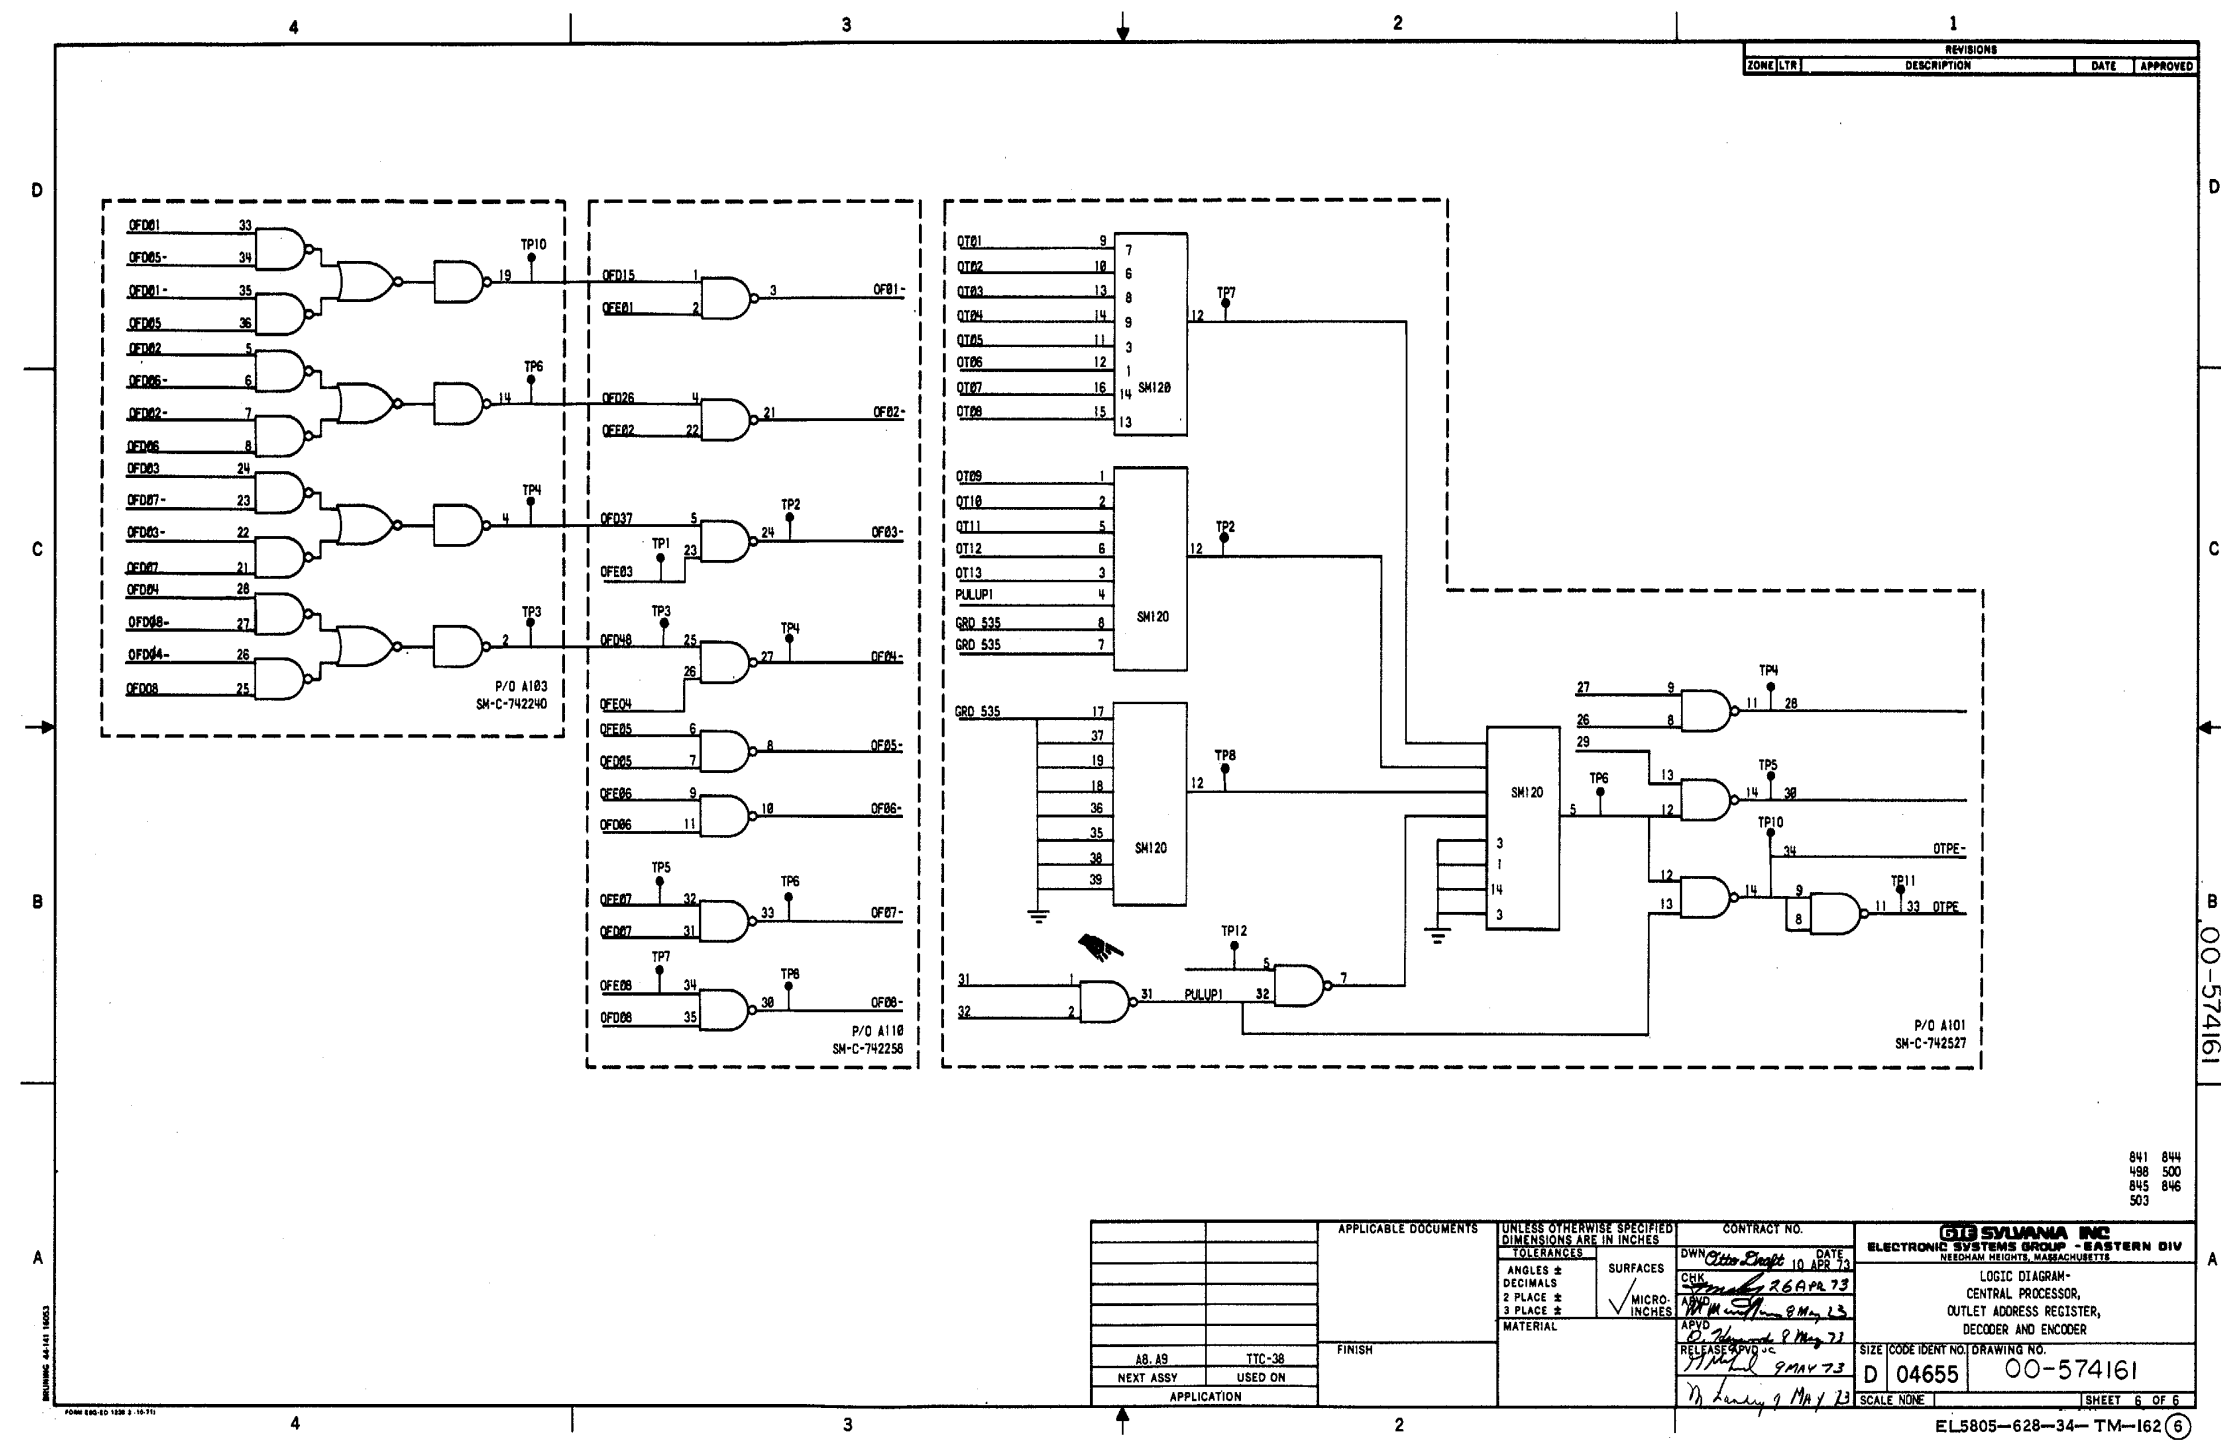 4 3 2 1
REVISIONS
ZONE LTR DESCRIPTION DATE APPROVED
D D
C C
B B
A A
OFD01 33
OFD05- 34
OFD01- 35
OFD05 36
19 TP10
OFD02 5
OFD06- 6
OFD02- 7
OFD06 8
14 TP6
OFD03 24
OFD07- 23
OFD03- 22
OFD07 21
4 TP4
OFD04 28
OFD08- 27
OFD04- 26
OFD08 25
2 TP3
P/O A103
SM-C-742240
OFD15 1
OFE01 2
3 OF01-
OFD26 4
OFE02 22
21 OF02-
OFD37 5
TP1 23
OFE03
24 TP2 OF03-
TP3
OFD48 25
26
OFE04
27 TP4 OF04-
OFE05 6
OFD05 7
8 OF05-
OFE06 9
OFD06 11
10 OF06-
TP5
OFE07 32
OFD07 31
33 TP6 OF07-
TP7
OFE08 34
OFD08 35
30 TP8 OF08-
P/O A110
SM-C-742258
OT01 9 7
OT02 10 6
OT03 13 8
OT04 14 9
OT05 11 3
OT06 12 1
OT07 16 14 SM120
OT08 15 13
12 TP7
OT09 1
OT10 2
OT11 5
OT12 6
OT13 3
PULUP1 4
GRD 535 8 SM120
GRD 535 7
12 TP2
GRD 535 17
37
19
18
36
35
38 SM120
39
12 TP8
31 1
32 2
31 PULUP1 32
TP12 5
7
SM120
3
1
14
3
5 TP6
27 9
26 8
11 TP4 28
29
13
12
14 TP5 30
TP10
34 OTPE-
12
13
14
9
8
11 TP11 33 OTPE
P/O A101
SM-C-742527
00-574161
841 844
498 500
845 846
503
A8, A9 TTC-38
NEXT ASSY USED ON
APPLICATION
APPLICABLE DOCUMENTS
FINISH
UNLESS OTHERWISE SPECIFIED
DIMENSIONS ARE IN INCHES
TOLERANCES
ANGLES ±
DECIMALS
2 PLACE ±
3 PLACE ±
SURFACES
MICRO-
INCHES
MATERIAL
CONTRACT NO.
DWN Otto Draft DATE
10 APR 73
CHK 26 APR 73
APVD 8 May 73
APVD 8 May 73
RELEASE APVD 9 MAY 73
9 MAY 73
GTE SYLVANIA INC
ELECTRONIC SYSTEMS GROUP - EASTERN DIV
NEEDHAM HEIGHTS, MASSACHUSETTS
LOGIC DIAGRAM-
CENTRAL PROCESSOR,
OUTLET ADDRESS REGISTER,
DECODER AND ENCODER
SIZE CODE IDENT NO. DRAWING NO.
D 04655 00-574161
SCALE NONE SHEET 6 OF 6
BRUNING 44-141 16053
4 3 2
EL5805-628-34-TM-162 6